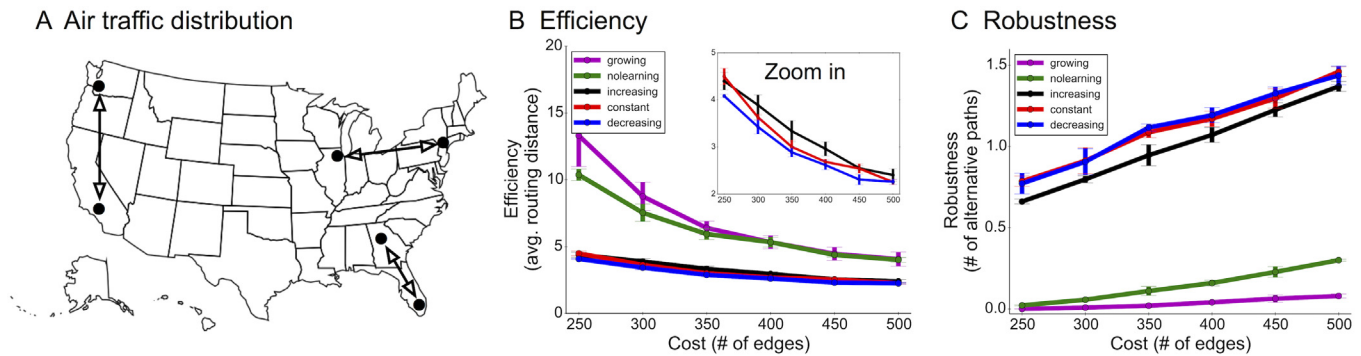 A Air traffic distribution
B Efficiency
20
15
10
5
0
Efficiency
(avg. routing distance)
growing
nolearning
increasing
constant
decreasing
Zoom in
5
4
3
2
250 300 350 400 450 500
250 300 350 400 450 500
Cost (# of edges)
C Robustness
1.5
1.0
0.5
0.0
Robustness
(# of alternative paths)
growing
nolearning
increasing
constant
decreasing
250 300 350 400 450 500
Cost (# of edges)